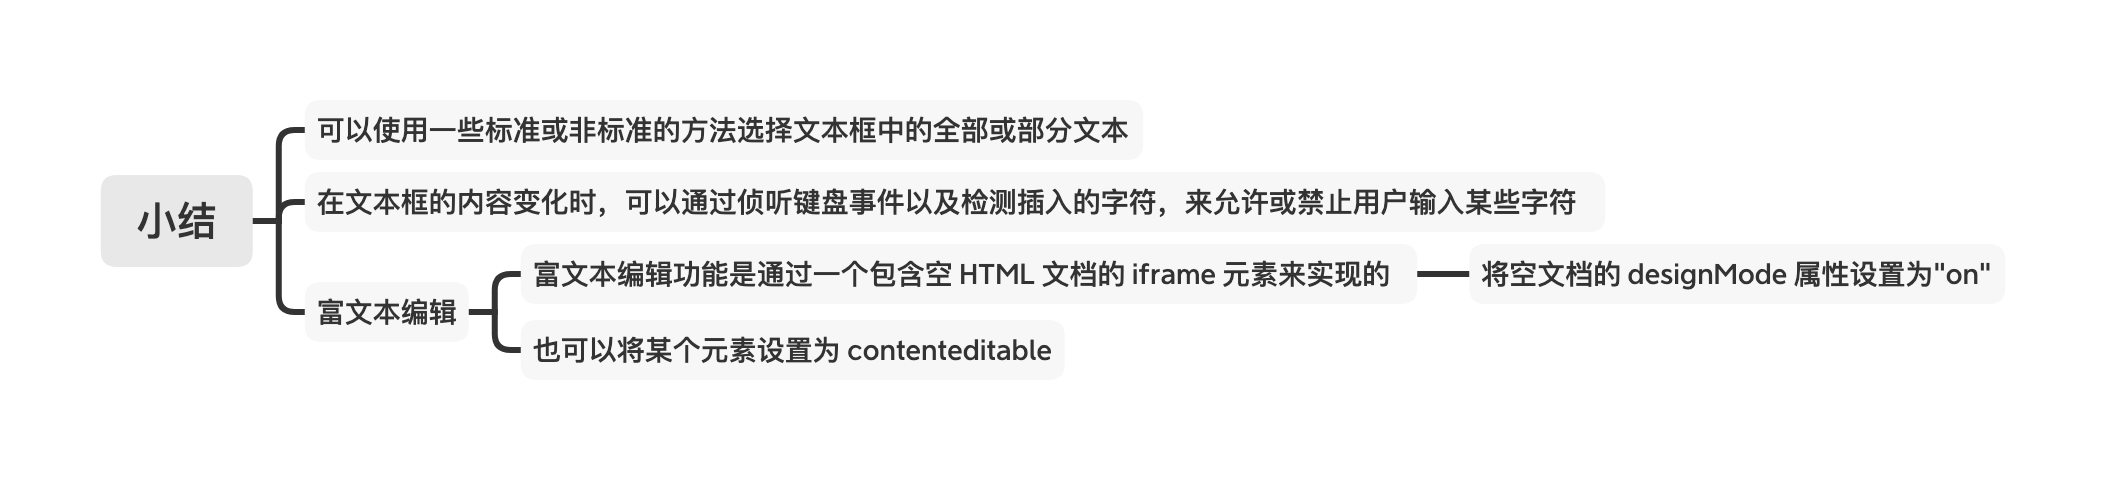 小结
可以使用一些标准或非标准的方法选择文本框中的全部或部分文本
在文本框的内容变化时，可以通过侦听键盘事件以及检测插入的字符，来允许或禁止用户输入某些字符
富文本编辑
富文本编辑功能是通过一个包含空 HTML 文档的 iframe 元素来实现的
将空文档的 designMode 属性设置为"on"
也可以将某个元素设置为 contenteditable